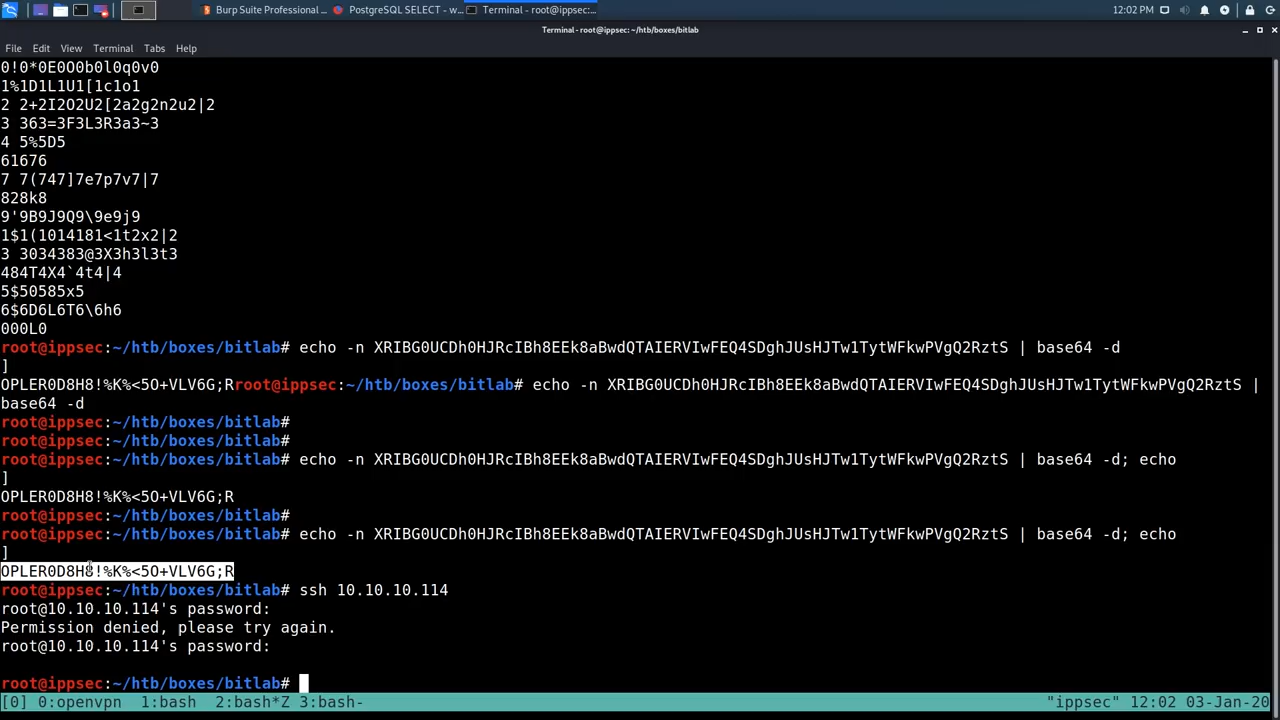 Burp Suite Professional ... PostgreSQL SELECT - w... Terminal - root@ippsec:... 12:02 PM
Terminal - root@ippsec: ~/htb/boxes/bitlab
File Edit View Terminal Tabs Help
0!0*0E0O0b0l0q0v0
1%1D1L1U1[1c1o1
2 2+2I2O2U2[2a2g2n2u2|2
3 363=3F3L3R3a3~3
4 5%5D5
61676
7 7(747]7e7p7v7|7
828k8
9'9B9J9Q9\9e9j9
1$1(1014181<1t2x2|2
3 3034383@3X3h3l3t3
484T4X4`4t4|4
5$50585x5
6$6D6L6T6\6h6
000L0
root@ippsec:~/htb/boxes/bitlab# echo -n XRIBG0UCDh0HJRcIBh8EEk8aBwdQTAIERVIwFEQ4SDghJUsHJTw1TytWFkwPVgQ2RztS | base64 -d
]
OPLER0D8H8!%K%<5O+VLV6G;Rroot@ippsec:~/htb/boxes/bitlab# echo -n XRIBG0UCDh0HJRcIBh8EEk8aBwdQTAIERVIwFEQ4SDghJUsHJTw1TytWFkwPVgQ2RztS |
base64 -d
root@ippsec:~/htb/boxes/bitlab#
root@ippsec:~/htb/boxes/bitlab#
root@ippsec:~/htb/boxes/bitlab# echo -n XRIBG0UCDh0HJRcIBh8EEk8aBwdQTAIERVIwFEQ4SDghJUsHJTw1TytWFkwPVgQ2RztS | base64 -d; echo
]
OPLER0D8H8!%K%<5O+VLV6G;R
root@ippsec:~/htb/boxes/bitlab#
root@ippsec:~/htb/boxes/bitlab# echo -n XRIBG0UCDh0HJRcIBh8EEk8aBwdQTAIERVIwFEQ4SDghJUsHJTw1TytWFkwPVgQ2RztS | base64 -d; echo
]
OPLER0D8H8!%K%<5O+VLV6G;R
root@ippsec:~/htb/boxes/bitlab# ssh 10.10.10.114
root@10.10.10.114's password:
Permission denied, please try again.
root@10.10.10.114's password:
root@ippsec:~/htb/boxes/bitlab#
[0] 0:openvpn 1:bash 2:bash*Z 3:bash- "ippsec" 12:02 03-Jan-20